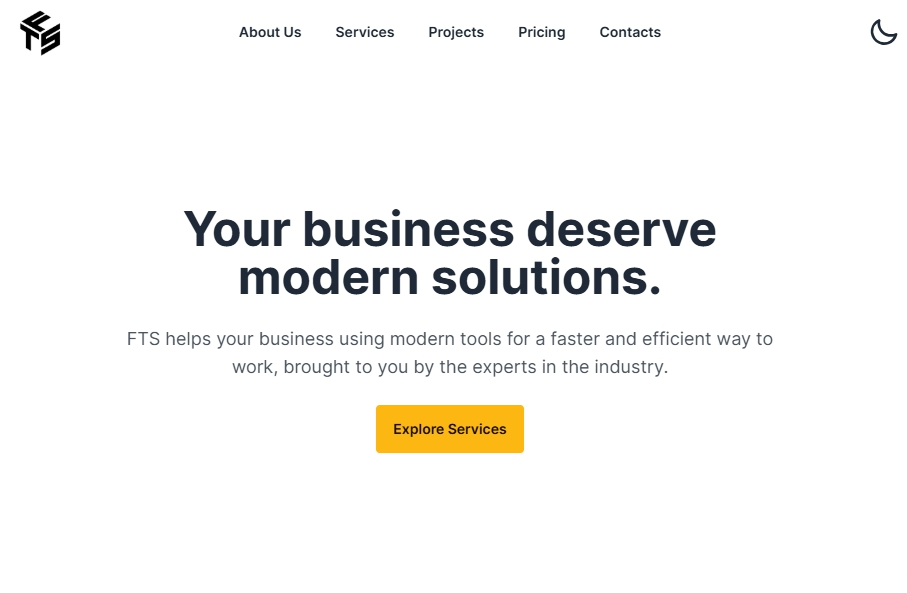 FTS
About Us
Services
Projects
Pricing
Contacts
Your business deserve
modern solutions.
FTS helps your business using modern tools for a faster and efficient way to
work, brought to you by the experts in the industry.
Explore Services